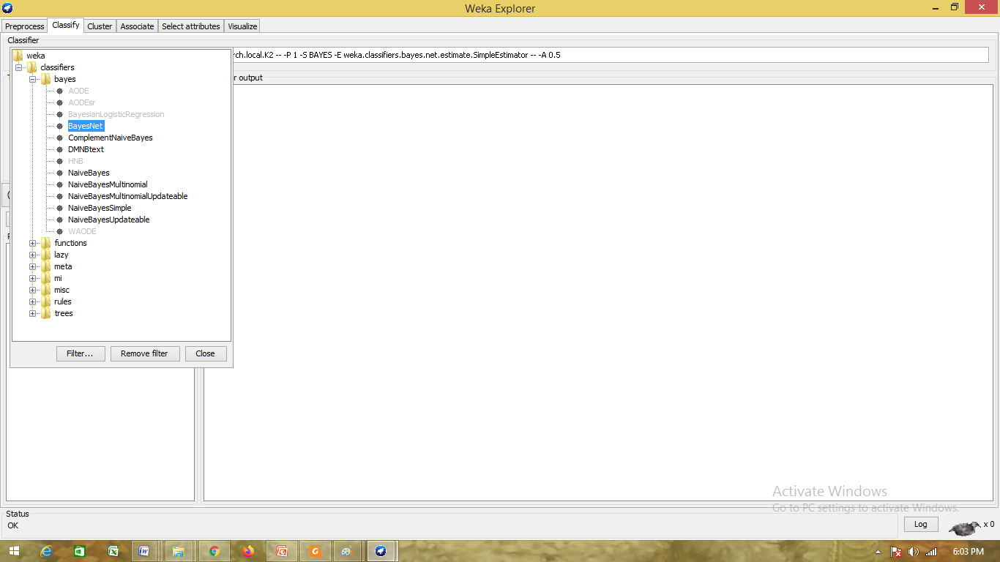 Weka Explorer
Preprocess Classify Cluster Associate Select attributes Visualize
Classifier
rch.local.K2 -- -P 1 -S BAYES -E weka.classifiers.bayes.net.estimate.SimpleEstimator -- -A 0.5
r output
weka
classifiers
bayes
AODE
AODEsr
BayesianLogisticRegression
BayesNet
ComplementNaiveBayes
DMNBtext
HNB
NaiveBayes
NaiveBayesMultinomial
NaiveBayesMultinomialUpdateable
NaiveBayesSimple
NaiveBayesUpdateable
WAODE
functions
lazy
meta
mi
misc
rules
trees
Filter... Remove filter Close
Activate Windows
Go to PC settings to activate Windows.
Status
OK
Log x 0
6:03 PM